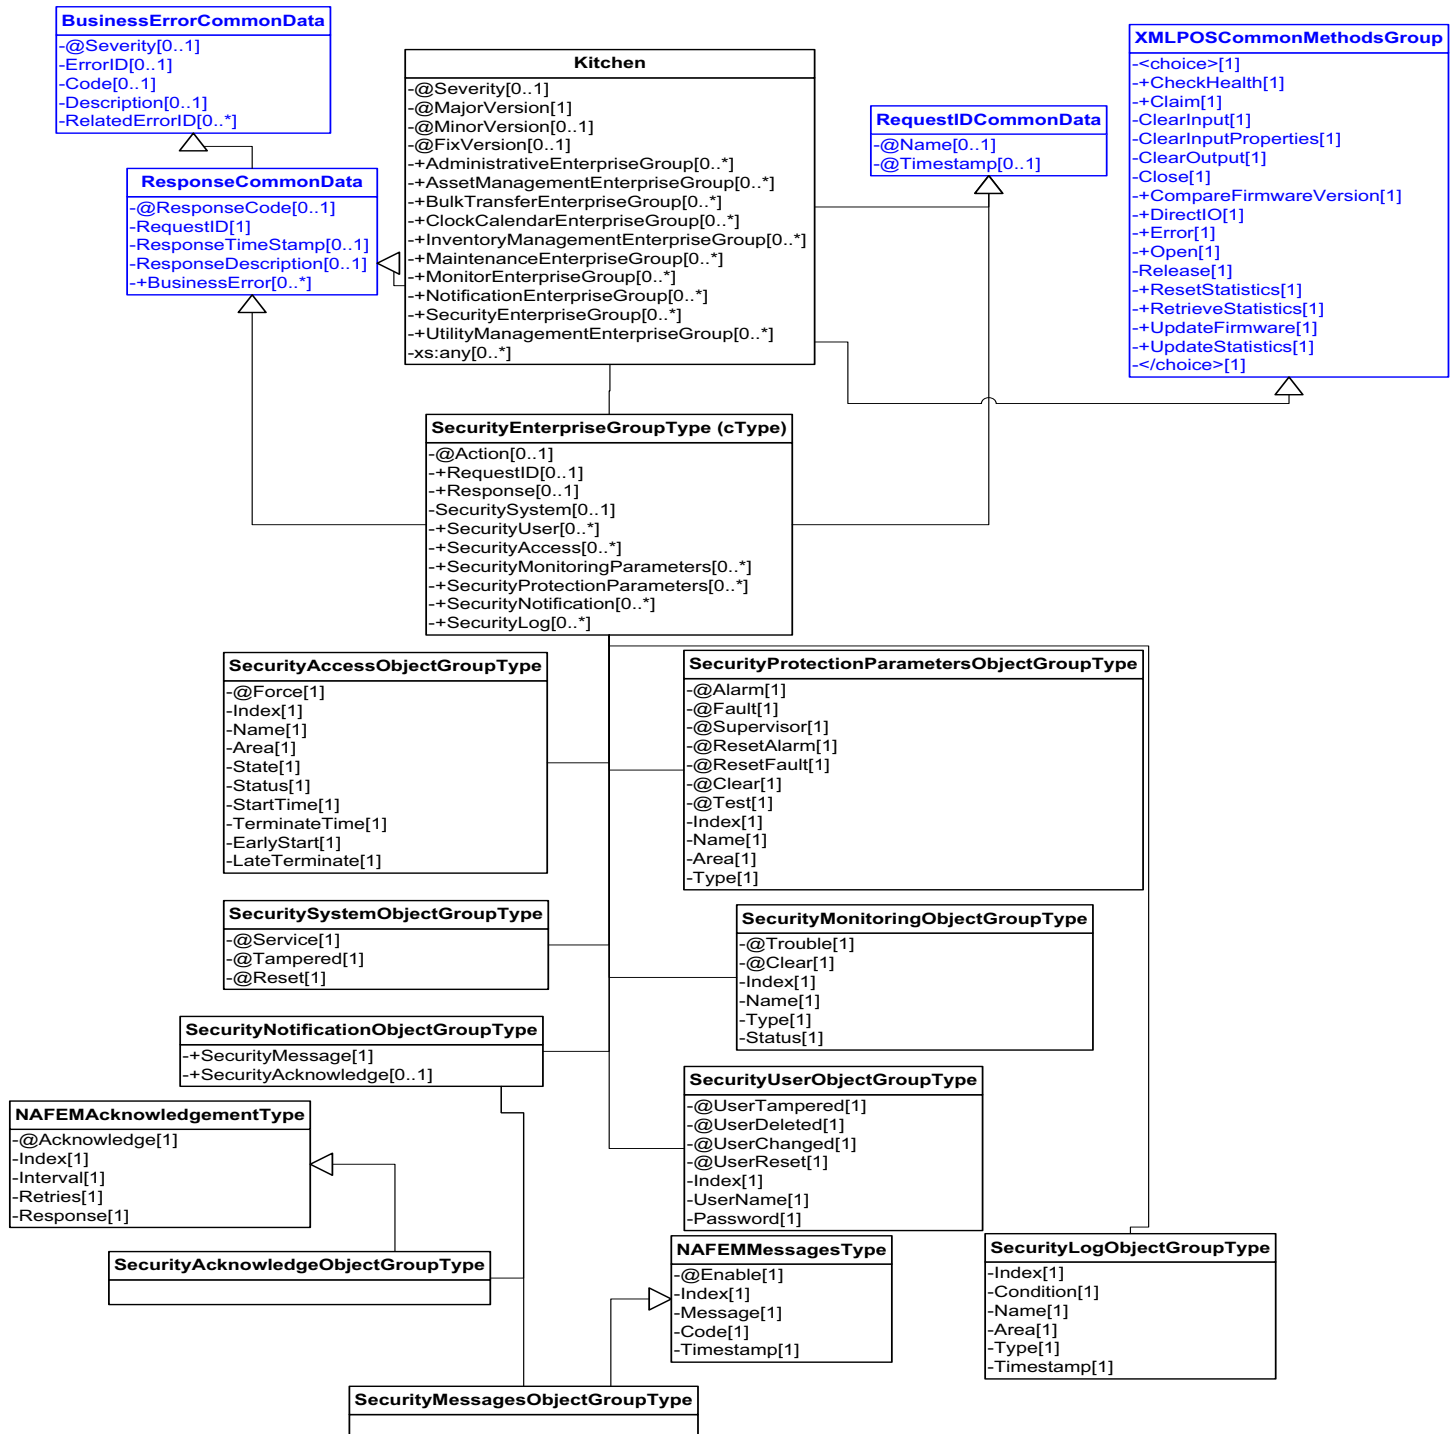 BusinessErrorCommonData
-@Severity[0..1]
-ErrorID[0..1]
-Code[0..1]
-Description[0..1]
-RelatedErrorID[0..*]
Kitchen
-@Severity[0..1]
-@MajorVersion[1]
-@MinorVersion[0..1]
-@FixVersion[0..1]
-+AdministrativeEnterpriseGroup[0..*]
-+AssetManagementEnterpriseGroup[0..*]
-+BulkTransferEnterpriseGroup[0..*]
-+ClockCalendarEnterpriseGroup[0..*]
-+InventoryManagementEnterpriseGroup[0..*]
-+MaintenanceEnterpriseGroup[0..*]
-+MonitorEnterpriseGroup[0..*]
-+NotificationEnterpriseGroup[0..*]
-+SecurityEnterpriseGroup[0..*]
-+UtilityManagementEnterpriseGroup[0..*]
-xs:any[0..*]
XMLPOSCommonMethodsGroup
-<choice>[1]
-+CheckHealth[1]
-+Claim[1]
-ClearInput[1]
-ClearInputProperties[1]
-ClearOutput[1]
-Close[1]
-+CompareFirmwareVersion[1]
-+DirectIO[1]
-+Error[1]
-+Open[1]
-Release[1]
-+ResetStatistics[1]
-+RetrieveStatistics[1]
-+UpdateFirmware[1]
-+UpdateStatistics[1]
-</choice>[1]
RequestIDCommonData
-@Name[0..1]
-@Timestamp[0..1]
ResponseCommonData
-@ResponseCode[0..1]
-RequestID[1]
-ResponseTimeStamp[0..1]
-ResponseDescription[0..1]
-+BusinessError[0..*]
SecurityEnterpriseGroupType (cType)
-@Action[0..1]
-+RequestID[0..1]
-+Response[0..1]
-SecuritySystem[0..1]
-+SecurityUser[0..*]
-+SecurityAccess[0..*]
-+SecurityMonitoringParameters[0..*]
-+SecurityProtectionParameters[0..*]
-+SecurityNotification[0..*]
-+SecurityLog[0..*]
SecurityAccessObjectGroupType
-@Force[1]
-Index[1]
-Name[1]
-Area[1]
-State[1]
-Status[1]
-StartTime[1]
-TerminateTime[1]
-EarlyStart[1]
-LateTerminate[1]
SecurityProtectionParametersObjectGroupType
-@Alarm[1]
-@Fault[1]
-@Supervisor[1]
-@ResetAlarm[1]
-@ResetFault[1]
-@Clear[1]
-@Test[1]
-Index[1]
-Name[1]
-Area[1]
-Type[1]
SecuritySystemObjectGroupType
-@Service[1]
-@Tampered[1]
-@Reset[1]
SecurityMonitoringObjectGroupType
-@Trouble[1]
-@Clear[1]
-Index[1]
-Name[1]
-Type[1]
-Status[1]
SecurityNotificationObjectGroupType
-+SecurityMessage[1]
-+SecurityAcknowledge[0..1]
SecurityUserObjectGroupType
-@UserTampered[1]
-@UserDeleted[1]
-@UserChanged[1]
-@UserReset[1]
-Index[1]
-UserName[1]
-Password[1]
NAFEMAcknowledgementType
-@Acknowledge[1]
-Index[1]
-Interval[1]
-Retries[1]
-Response[1]
SecurityAcknowledgeObjectGroupType
NAFEMMessagesType
-@Enable[1]
-Index[1]
-Message[1]
-Code[1]
-Timestamp[1]
SecurityLogObjectGroupType
-Index[1]
-Condition[1]
-Name[1]
-Area[1]
-Type[1]
-Timestamp[1]
SecurityMessagesObjectGroupType